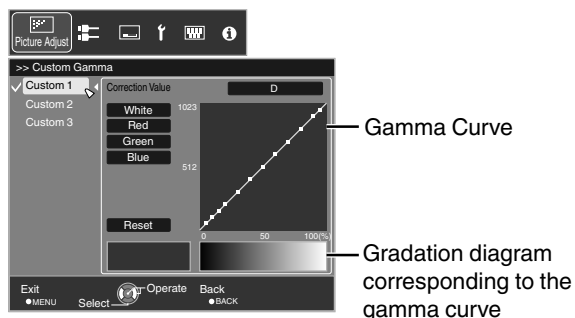 Picture Adjust
>> Custom Gamma
Custom 1
Custom 2
Custom 3
Correction Value
D
White
Red
Green
Blue
Reset
1023
512
0 50 100(%)
Gamma Curve
Gradation diagram
corresponding to the
gamma curve
Exit
●MENU
Select
Operate
Back
●BACK